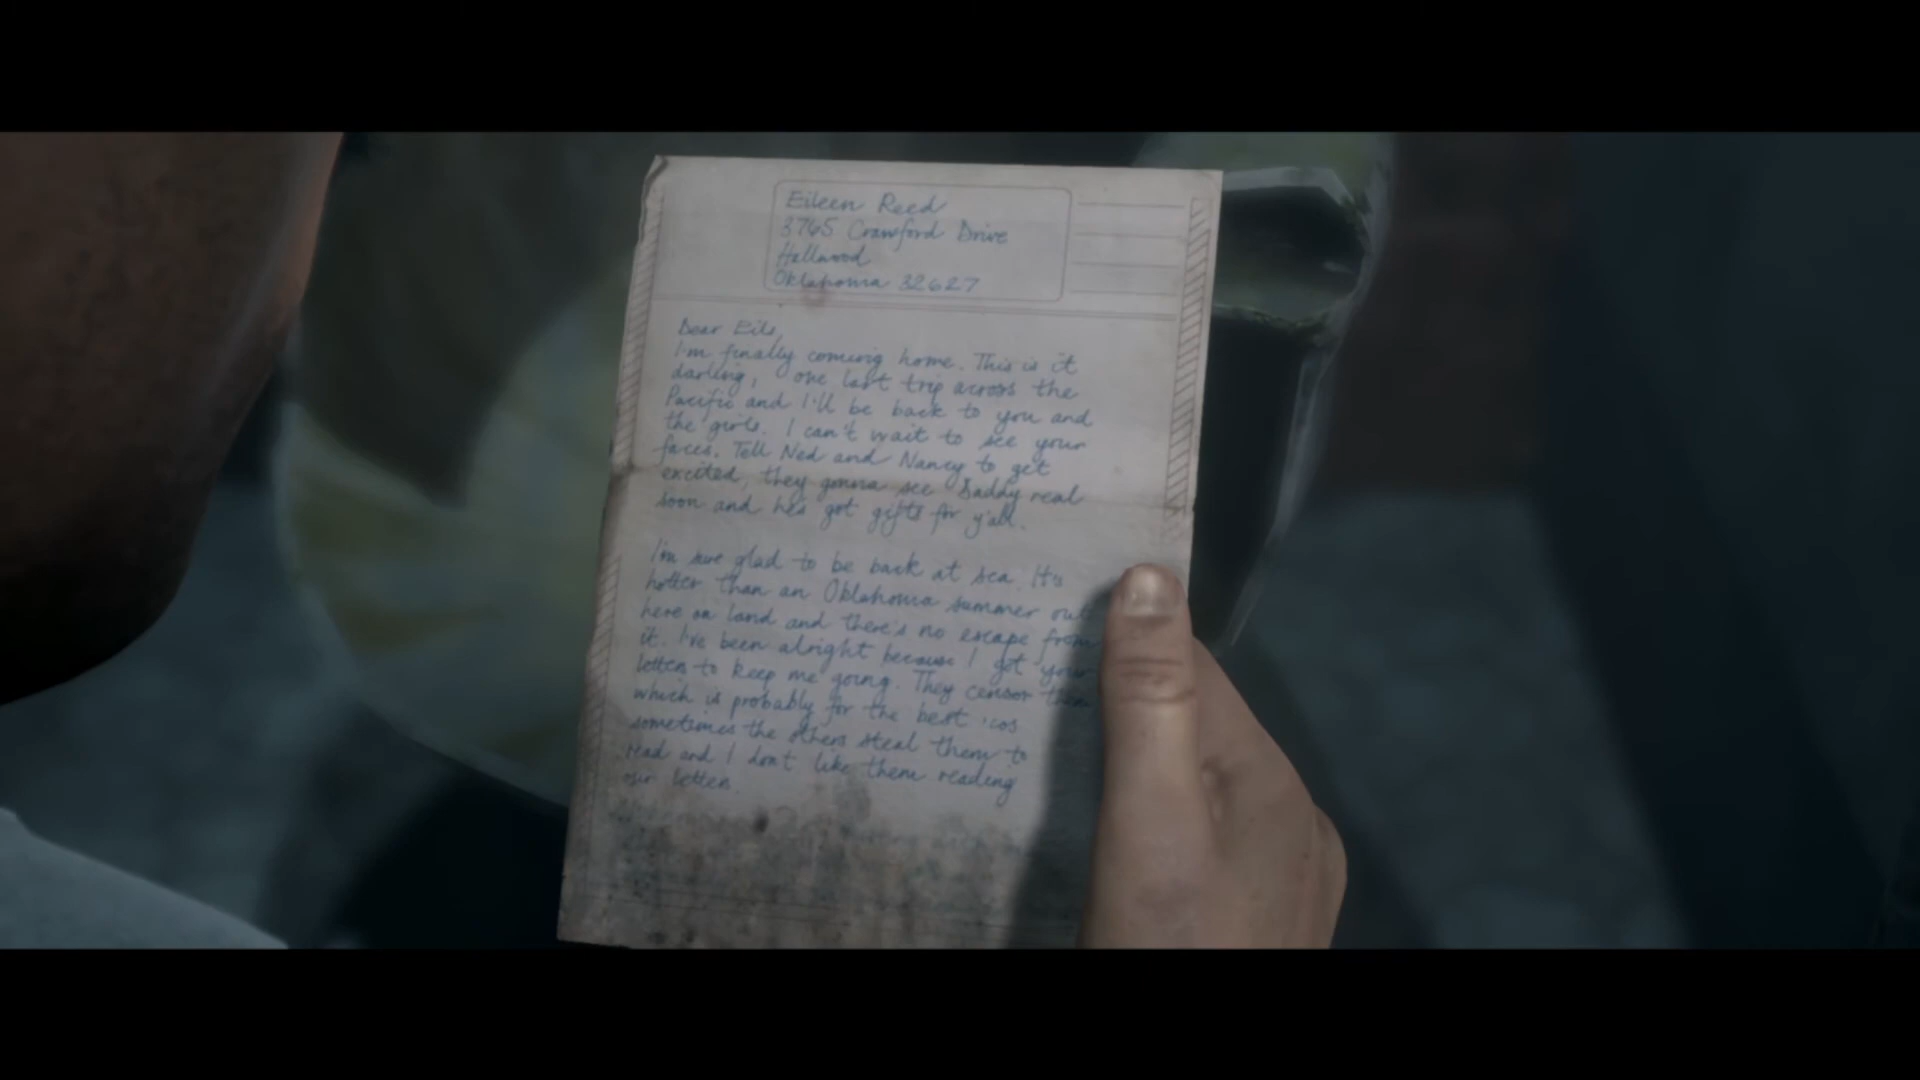 Eileen Reed
3765 Crawford Drive
Hallwood
Oklahoma 32627
Dear Eils,
I'm finally coming home. This is it
darling, one last trip across the
Pacific and I'll be back to you and
the girls. I can't wait to see your
faces. Tell Ned and Nancy to get
excited, they gonna see Daddy real
soon and he's got gifts for y'all.
I'm sure glad to be back at sea. It's
hotter than an Oklahoma summer out
here on land and there's no escape from
it. I've been alright because I got your
letters to keep me going. They censor them
which is probably for the best 'cos
sometimes the others steal them to
read and I don't like them reading
our letters